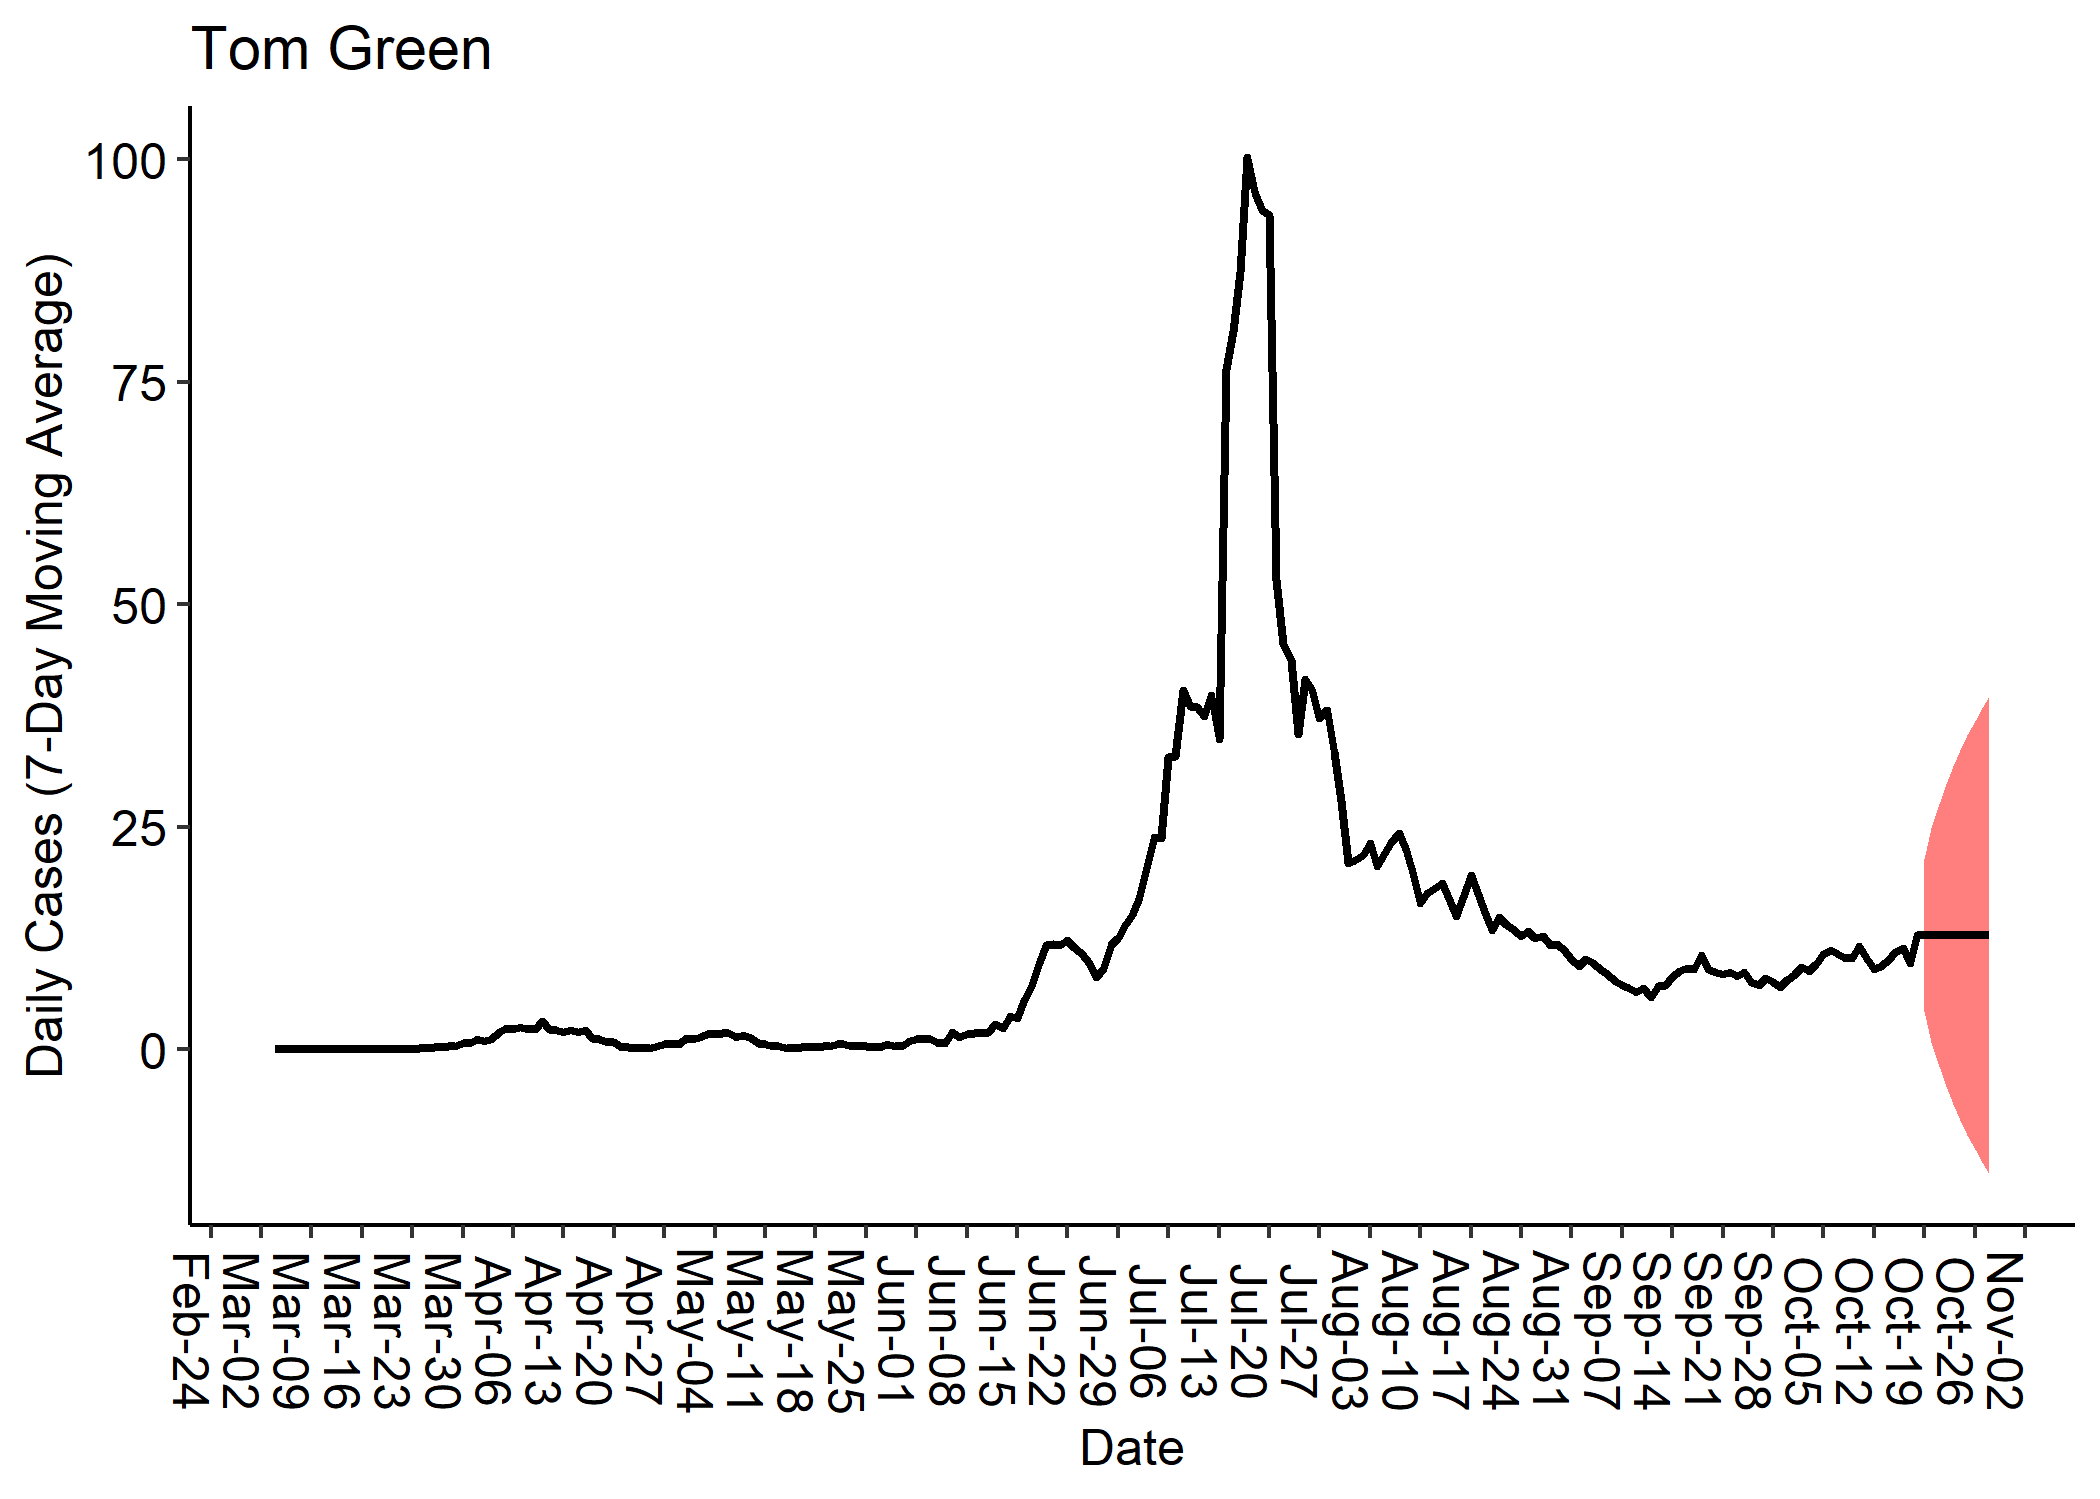 Tom Green
Daily Cases (7-Day Moving Average)
100
75
50
25
0
Feb-24
Mar-02
Mar-09
Mar-16
Mar-23
Mar-30
Apr-06
Apr-13
Apr-20
Apr-27
May-04
May-11
May-18
May-25
Jun-01
Jun-08
Jun-15
Jun-22
Jun-29
Jul-06
Jul-13
Jul-20
Jul-27
Aug-03
Aug-10
Aug-17
Aug-24
Aug-31
Sep-07
Sep-14
Sep-21
Sep-28
Oct-05
Oct-12
Oct-19
Oct-26
Nov-02
Date